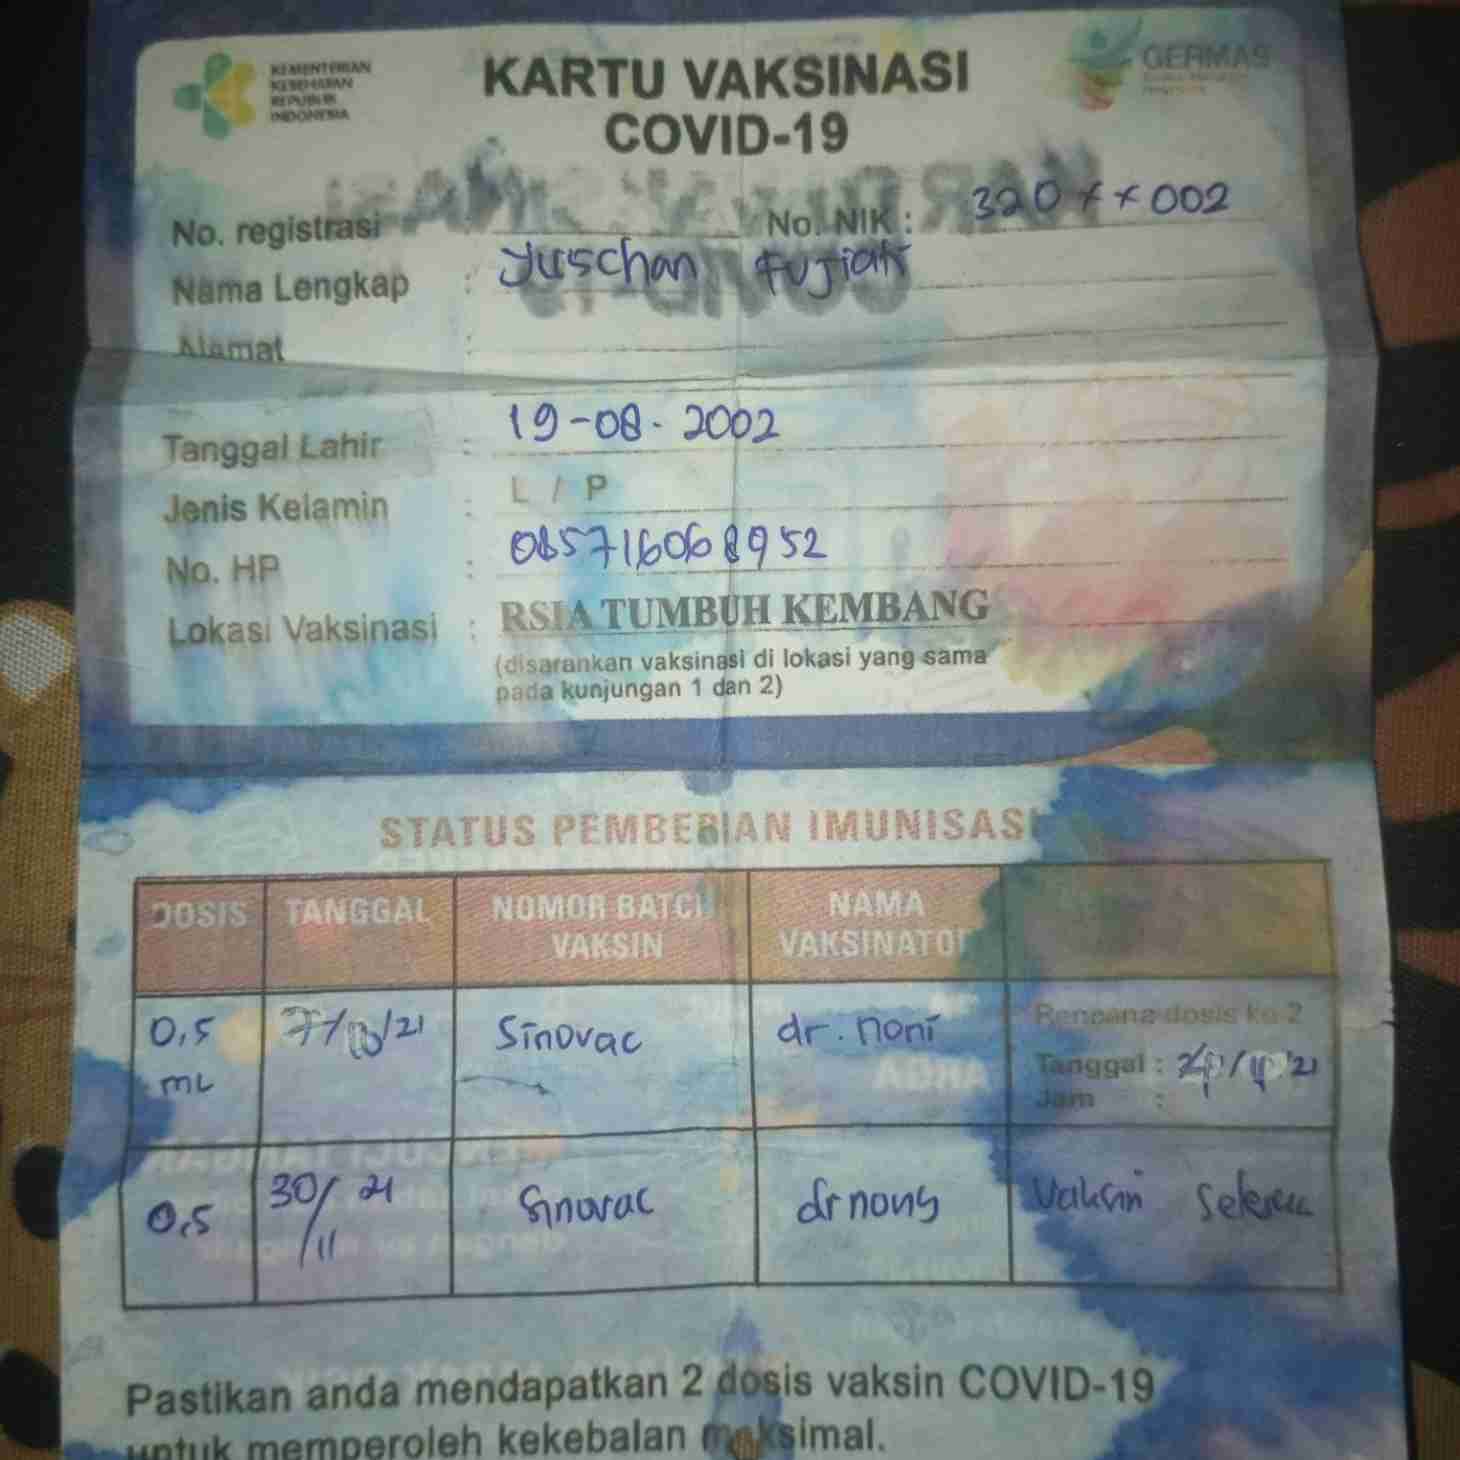 KEMENTERIAN
KESEHATAN
REPUBLIK
INDONESIA
KARTU VAKSINASI
COVID-19
GERMAS
No. registrasi
No. NIK : 320 x x 002
Nama Lengkap : Yuschan Fujiati
Alamat :
Tanggal Lahir : 19-08-2002
Jenis Kelamin : L / P
No. HP : 085716068952
Lokasi Vaksinasi : RSIA TUMBUH KEMBANG
(disarankan vaksinasi di lokasi yang sama
pada kunjungan 1 dan 2)
STATUS PEMBERIAN IMUNISASI
DOSIS TANGGAL NOMOR BATCH VAKSIN NAMA VAKSINATOR
0,5 mL 7/10/21 Sinovac dr. noni Rencana dosis ke 2
Tanggal : /21
Jam :
0,5 30/11 21 Sinovac dr Vaksin
Pastikan anda mendapatkan 2 dosis vaksin COVID-19
untuk memperoleh kekebalan maksimal.